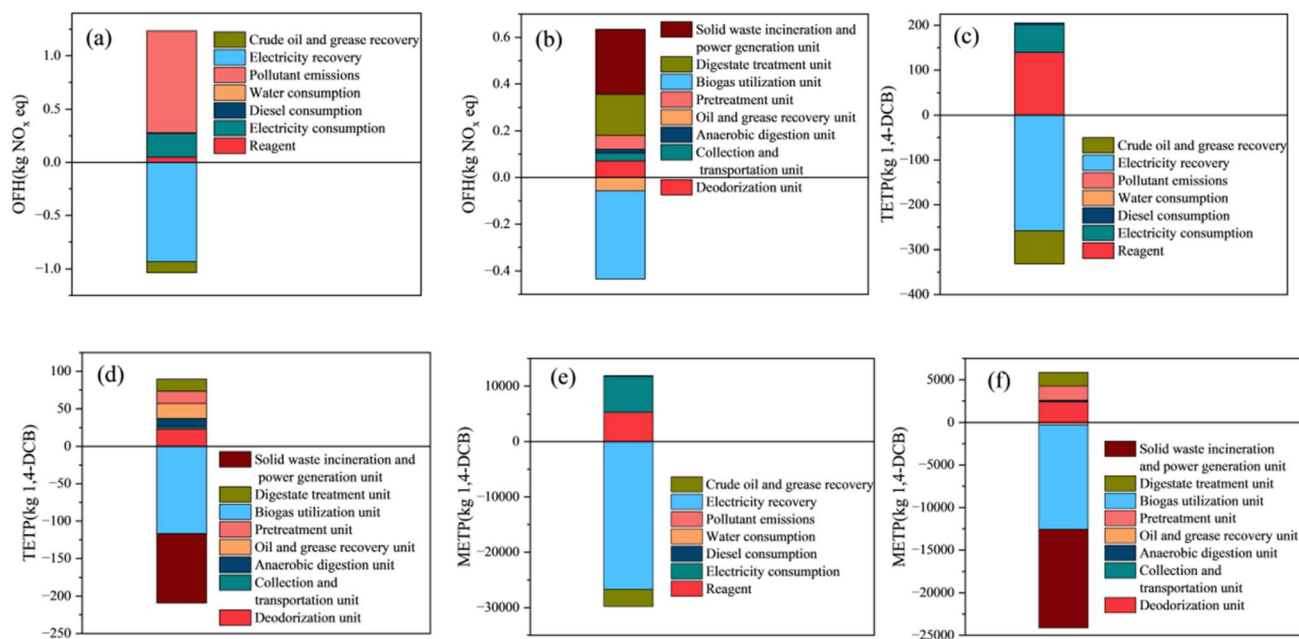 (a)
OFH(kg NOₓ eq)
1.0
0.5
0.0
−0.5
−1.0
Crude oil and grease recovery
Electricity recovery
Pollutant emissions
Water consumption
Diesel consumption
Electricity consumption
Reagent
(b)
OFH(kg NOₓ eq)
0.6
0.4
0.2
0.0
−0.2
−0.4
Solid waste incineration and
power generation unit
Digestate treatment unit
Biogas utilization unit
Pretreatment unit
Oil and grease recovery unit
Anaerobic digestion unit
Collection and
transportation unit
Deodorization unit
(c)
TETP(kg 1,4-DCB)
200
100
0
−100
−200
−300
−400
Crude oil and grease recovery
Electricity recovery
Pollutant emissions
Water consumption
Diesel consumption
Electricity consumption
Reagent
(d)
TETP(kg 1,4-DCB)
100
50
0
−50
−100
−150
−200
−250
Solid waste incineration and
power generation unit
Digestate treatment unit
Biogas utilization unit
Pretreatment unit
Oil and grease recovery unit
Anaerobic digestion unit
Collection and
transportation unit
Deodorization unit
(e)
METP(kg 1,4-DCB)
10000
0
−10000
−20000
−30000
Crude oil and grease recovery
Electricity recovery
Pollutant emissions
Water consumption
Diesel consumption
Electricity consumption
Reagent
(f)
METP(kg 1,4-DCB)
5000
0
−5000
−10000
−15000
−20000
−25000
Solid waste incineration
and power generation unit
Digestate treatment unit
Biogas utilization unit
Pretreatment unit
Oil and grease recovery unit
Anaerobic digestion unit
Collection and
transportation unit
Deodorization unit